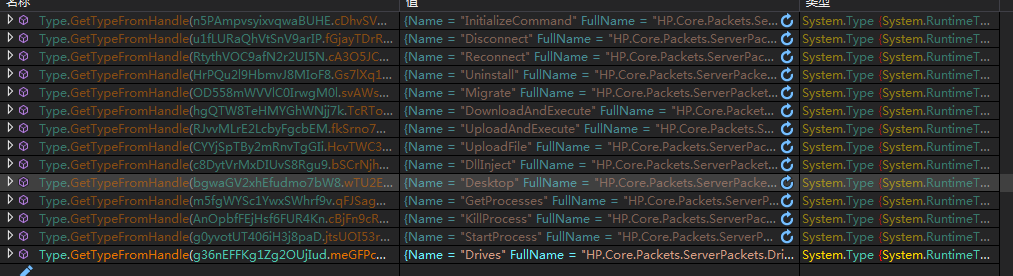 名称 值 类型
Type.GetTypeFromHandle(n5PAmpvsyixvqwaBUHE.cDhvSV... {Name = "InitializeCommand" FullName = "HP.Core.Packets.Se... System.Type {System.RuntimeT...
Type.GetTypeFromHandle(u1fLURaQhVtSnV9arIP.fGjayTDrR... {Name = "Disconnect" FullName = "HP.Core.Packets.ServerPac... System.Type {System.RuntimeT...
Type.GetTypeFromHandle(RtythVOC9afN2r2UI5N.cA3O5JC... {Name = "Reconnect" FullName = "HP.Core.Packets.ServerPac... System.Type {System.RuntimeT...
Type.GetTypeFromHandle(HrPQu2l9HbmvJ8MIoF8.Gs7lXq1... {Name = "Uninstall" FullName = "HP.Core.Packets.ServerPacke... System.Type {System.RuntimeT...
Type.GetTypeFromHandle(OD558mWVVlC0IrwgM0l.svAWs... {Name = "Migrate" FullName = "HP.Core.Packets.ServerPacke... System.Type {System.RuntimeT...
Type.GetTypeFromHandle(hgQTW8TeHMYGhWNjj7k.TcRTo... {Name = "DownloadAndExecute" FullName = "HP.Core.Packets... System.Type {System.RuntimeT...
Type.GetTypeFromHandle(RJvvMLrE2LcbyFgcbEM.fkSrno7... {Name = "UploadAndExecute" FullName = "HP.Core.Packets.S... System.Type {System.RuntimeT...
Type.GetTypeFromHandle(CYYjSpTBy2mRnvTgGIi.HcvTWC3... {Name = "UploadFile" FullName = "HP.Core.Packets.ServerPac... System.Type {System.RuntimeT...
Type.GetTypeFromHandle(c8DytVrMxDIUvS8Rgu9.bSCrNjh... {Name = "DllInject" FullName = "HP.Core.Packets.ServerPacke... System.Type {System.RuntimeT...
Type.GetTypeFromHandle(bgwaGV2xhEfudmo7bW8.wTU2E... {Name = "Desktop" FullName = "HP.Core.Packets.ServerPack... System.Type {System.RuntimeT...
Type.GetTypeFromHandle(m5fgWYSc1YwxSWhrf9v.qFJSag... {Name = "GetProcesses" FullName = "HP.Core.Packets.ServerP... System.Type {System.RuntimeT...
Type.GetTypeFromHandle(AnOpbfFEjHsf6FUR4Kn.cBjFn9cR... {Name = "KillProcess" FullName = "HP.Core.Packets.ServerPac... System.Type {System.RuntimeT...
Type.GetTypeFromHandle(g0yvotUT406iH3j8paD.jtsUOI53r... {Name = "StartProcess" FullName = "HP.Core.Packets.ServerP... System.Type {System.RuntimeT...
Type.GetTypeFromHandle(g36nEFFKg1Zg2OUjIud.meGFPc... {Name = "Drives" FullName = "HP.Core.Packets.ServerPackets.Dri... System.Type {System.RuntimeT...